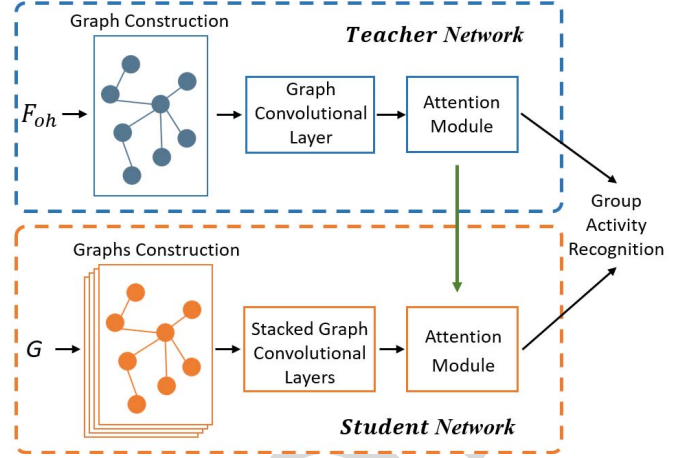 Graph Construction
Teacher Network
F_oh
Graph
Convolutional
Layer
Attention
Module
Group
Activity
Recognition
Graphs Construction
G
Stacked Graph
Convolutional
Layers
Attention
Module
Student Network